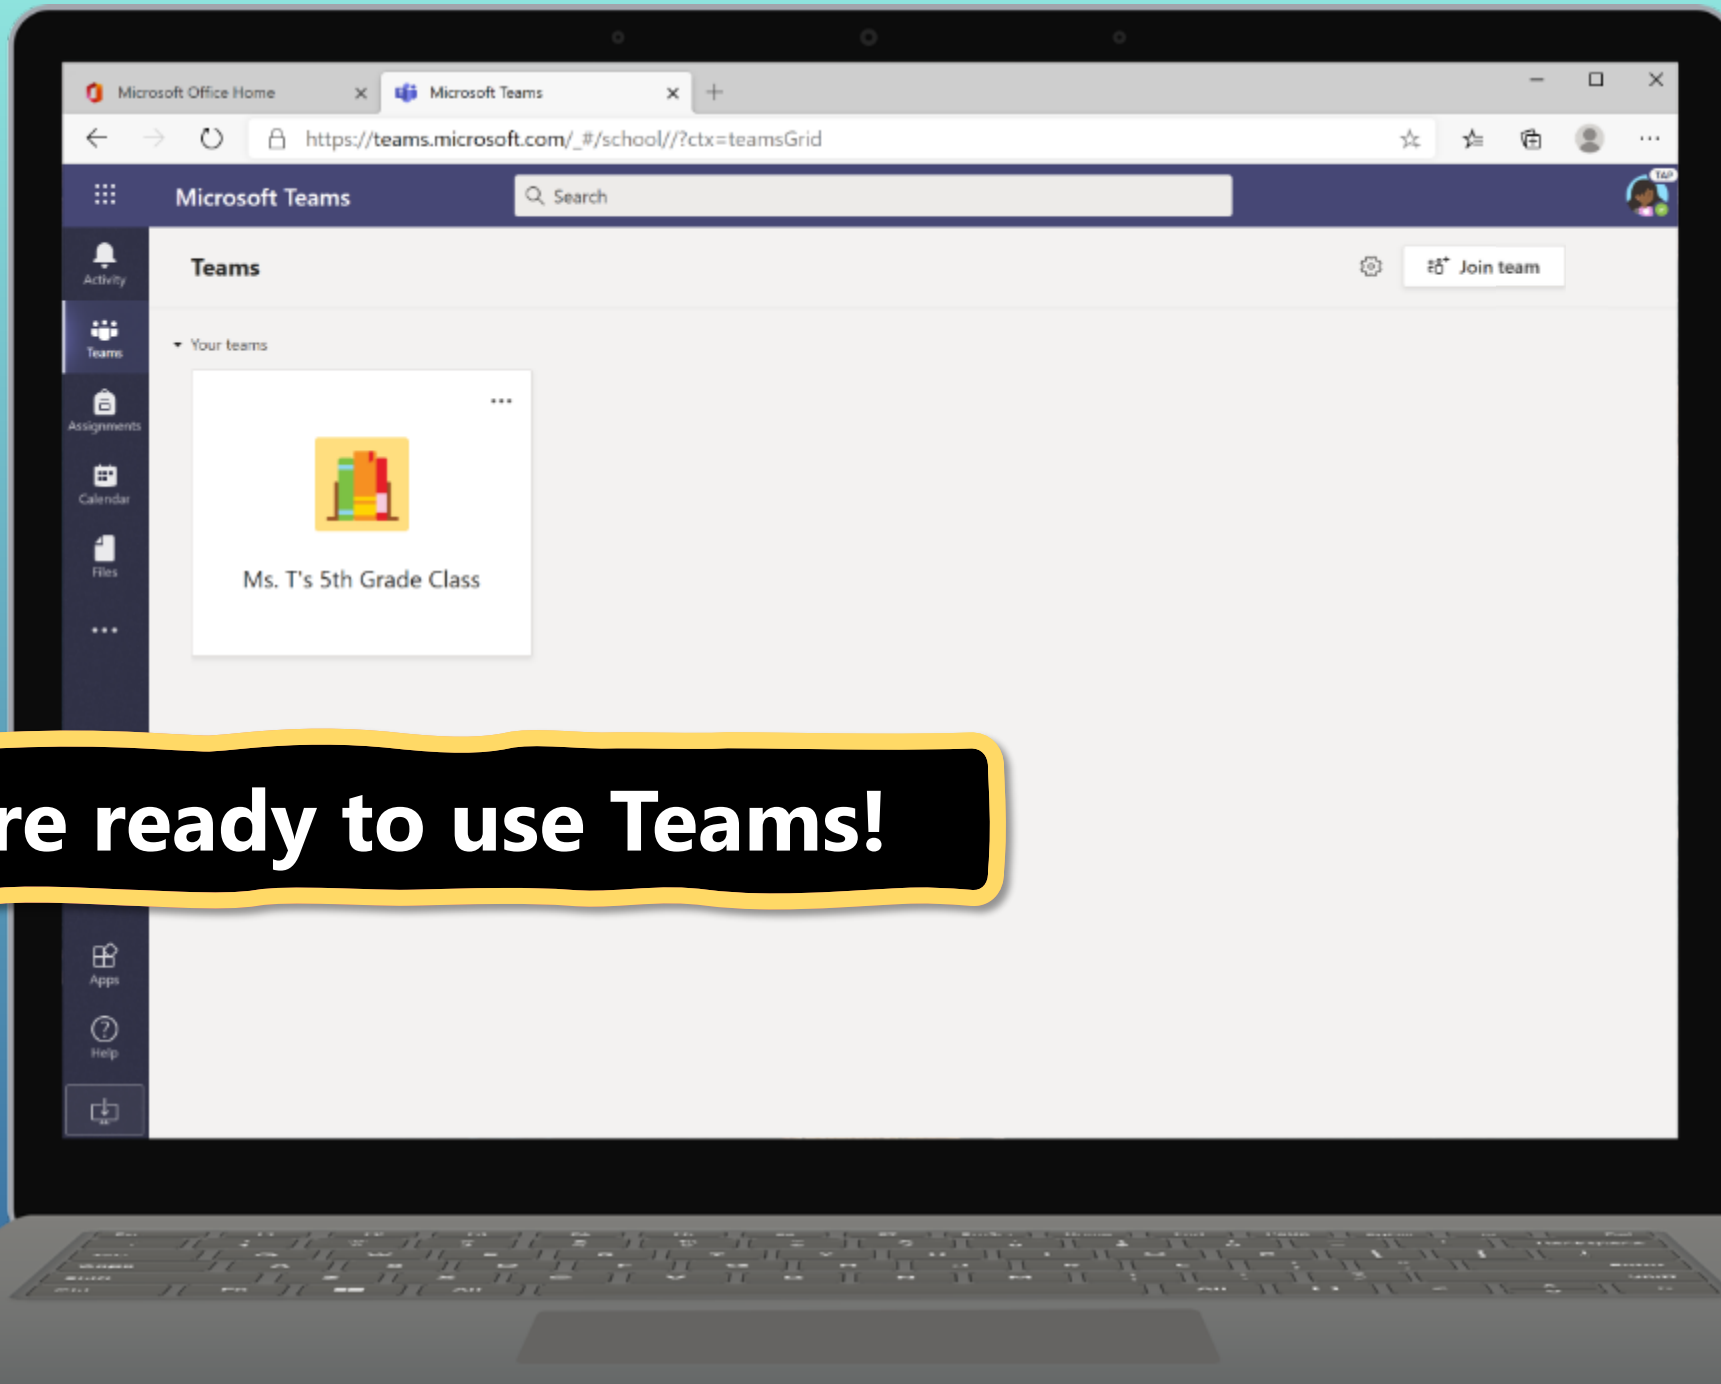 Microsoft Office Home
Microsoft Teams
https://teams.microsoft.com/_#/school//?ctx=teamsGrid
Microsoft Teams
Search
TAP
Activity
Teams
Join team
Teams
Your teams
Assignments
Calendar
Ms. T's 5th Grade Class
Files
re ready to use Teams!
Apps
Help